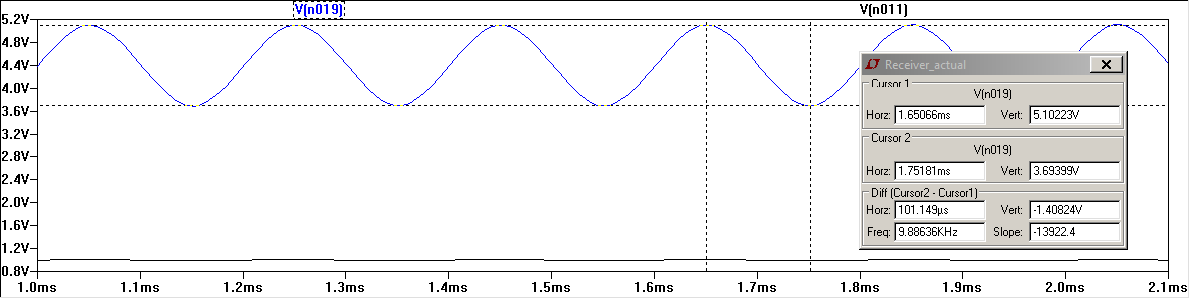 V(n019) V(n011)
5.2V
4.8V
4.4V
4.0V
3.6V
3.2V
2.8V
2.4V
2.0V
1.6V
1.2V
0.8V
1.0ms 1.1ms 1.2ms 1.3ms 1.4ms 1.5ms 1.6ms 1.7ms 1.8ms 1.9ms 2.0ms 2.1ms
Receiver_actual
Cursor 1
V(n019)
Horz: 1.65066ms Vert: 5.10223V
Cursor 2
V(n019)
Horz: 1.75181ms Vert: 3.69399V
Diff (Cursor2 - Cursor1)
Horz: 101.149µs Vert: -1.40824V
Freq: 9.88636KHz Slope: -13922.4